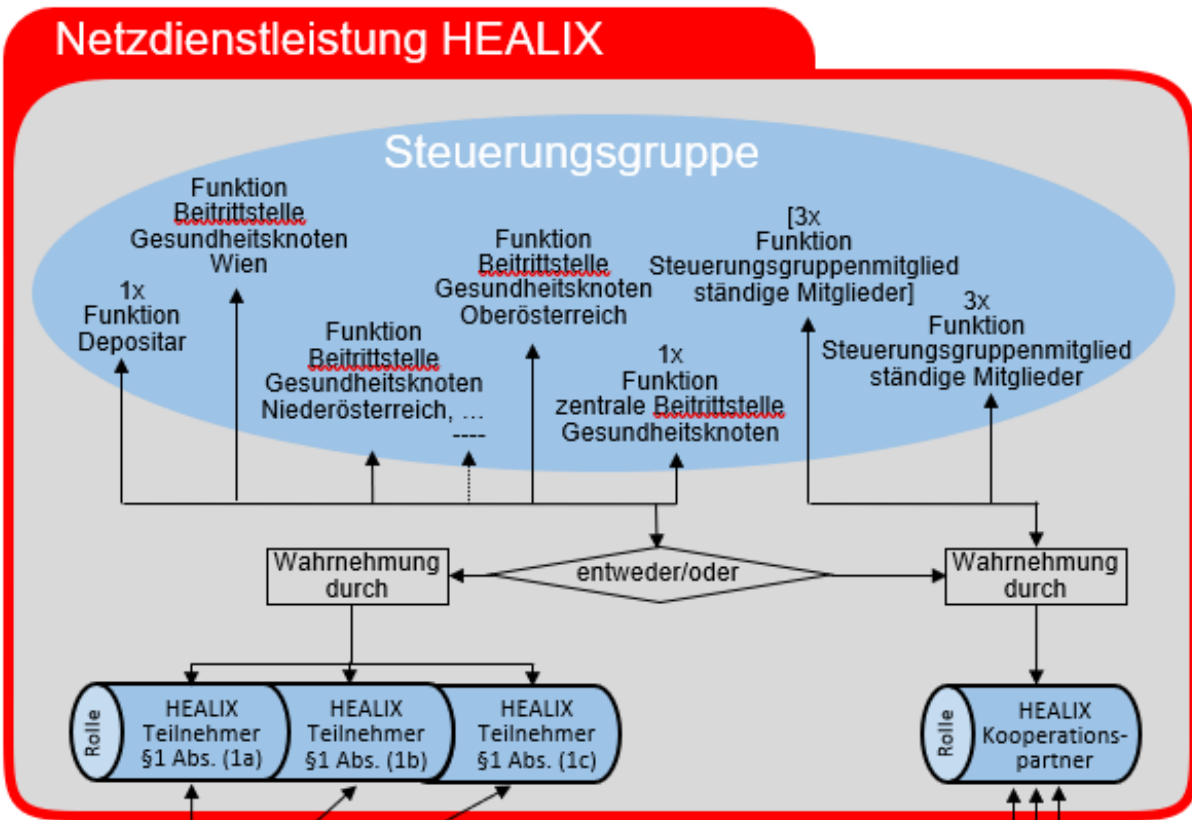 Netzdienstleistung HEALIX
Steuerungsgruppe
Funktion
Beitrittstelle
Gesundheitsknoten
Wien
1x
Funktion
Depositar
Funktion
Beitrittstelle
Gesundheitsknoten
Niederösterreich, ...
----
Funktion
Beitrittstelle
Gesundheitsknoten
Oberösterreich
1x
Funktion
zentrale Beitrittstelle
Gesundheitsknoten
[3x
Funktion
Steuerungsgruppenmitglied
ständige Mitglieder]
3x
Funktion
Steuerungsgruppenmitglied
ständige Mitglieder
Wahrnehmung
durch
entweder/oder
Wahrnehmung
durch
Rolle
HEALIX
Teilnehmer
§1 Abs. (1a)
HEALIX
Teilnehmer
§1 Abs. (1b)
HEALIX
Teilnehmer
§1 Abs. (1c)
Rolle
HEALIX
Kooperations-
partner